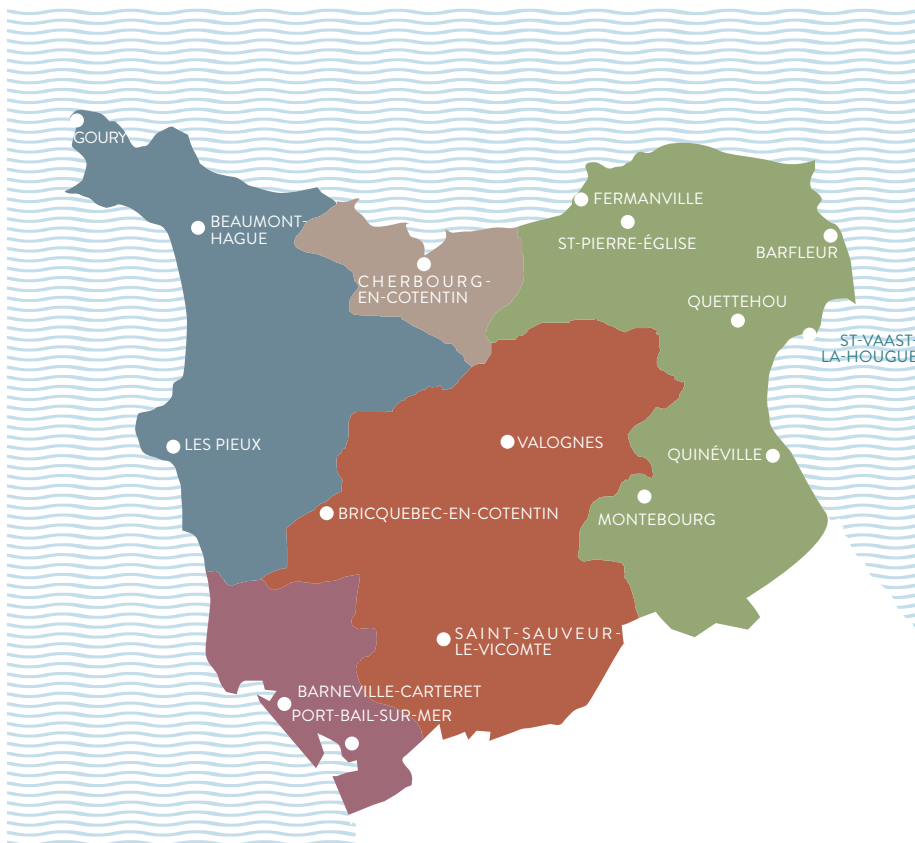 GOURY
FERMANVILLE
BEAUMONT-
HAGUE
ST-PIERRE-ÉGLISE
BARFLEUR
CHERBOURG-
EN-COTENTIN
QUETTEHOU
ST-VAAST-
LA-HOUGUE
LES PIEUX
VALOGNES
QUINÉVILLE
BRICQUEBEC-EN-COTENTIN
MONTEBOURG
SAINT-SAUVEUR-
LE-VICOMTE
BARNEVILLE-CARTERET
PORT-BAIL-SUR-MER